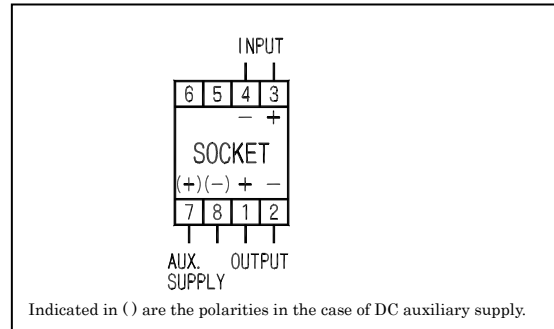 INPUT
6 5 4 3
− +
SOCKET
(+) (−) + −
7 8 1 2
AUX. OUTPUT
SUPPLY
Indicated in ( ) are the polarities in the case of DC auxiliary supply.